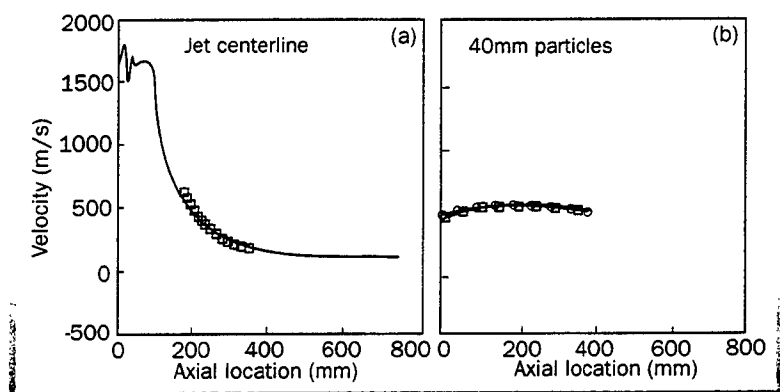 2000
1500
1000
500
0
-500
Velocity (m/s)
Jet centerline
(a)
0 200 400 600 800
Axial location (mm)
40mm particles
(b)
0 200 400 600 800
Axial location (mm)